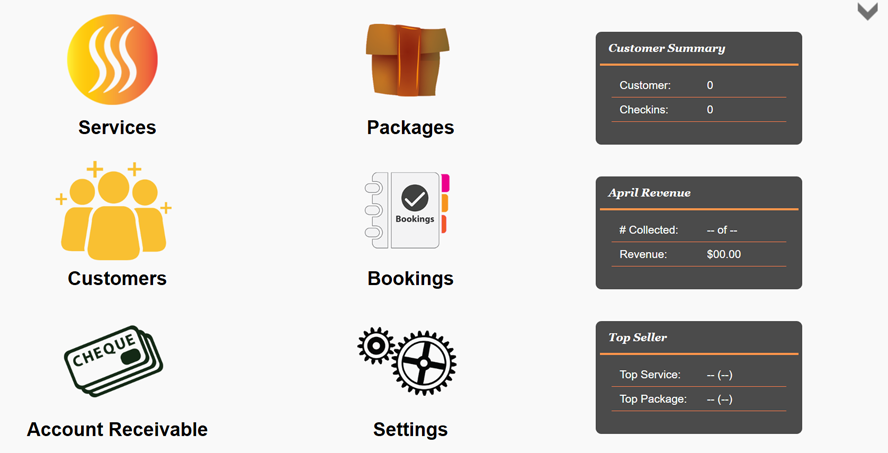 Services
Packages
Customers
Bookings
Bookings
CHEQUE
Account Receivable
Settings
Customer Summary
Customer: 0
Checkins: 0
April Revenue
# Collected: -- of --
Revenue: $00.00
Top Seller
Top Service: -- (--)
Top Package: -- (--)